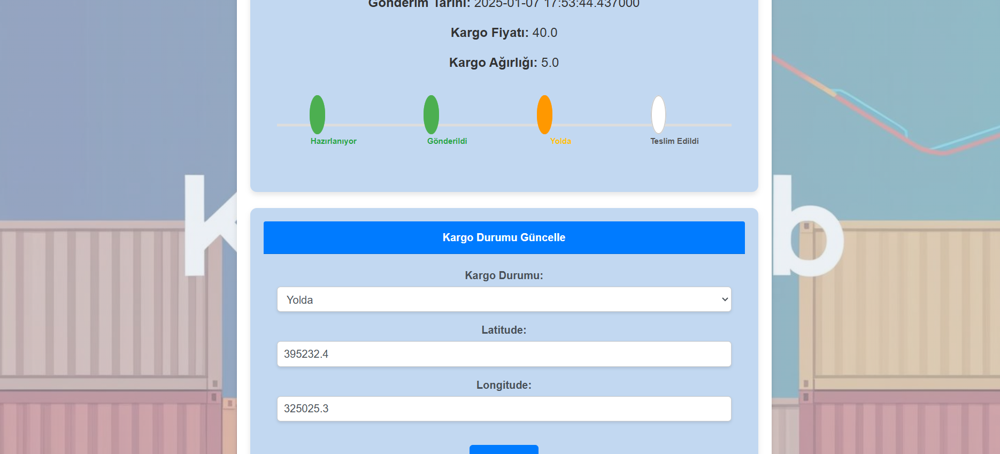 Gönderim Tarihi: 2025-01-07 17:53:44.437000
Kargo Fiyatı: 40.0
Kargo Ağırlığı: 5.0
Hazırlanıyor
Gönderildi
Yolda
Teslim Edildi
K
b
Kargo Durumu Güncelle
Kargo Durumu:
Yolda
Latitude:
395232.4
Longitude:
325025.3